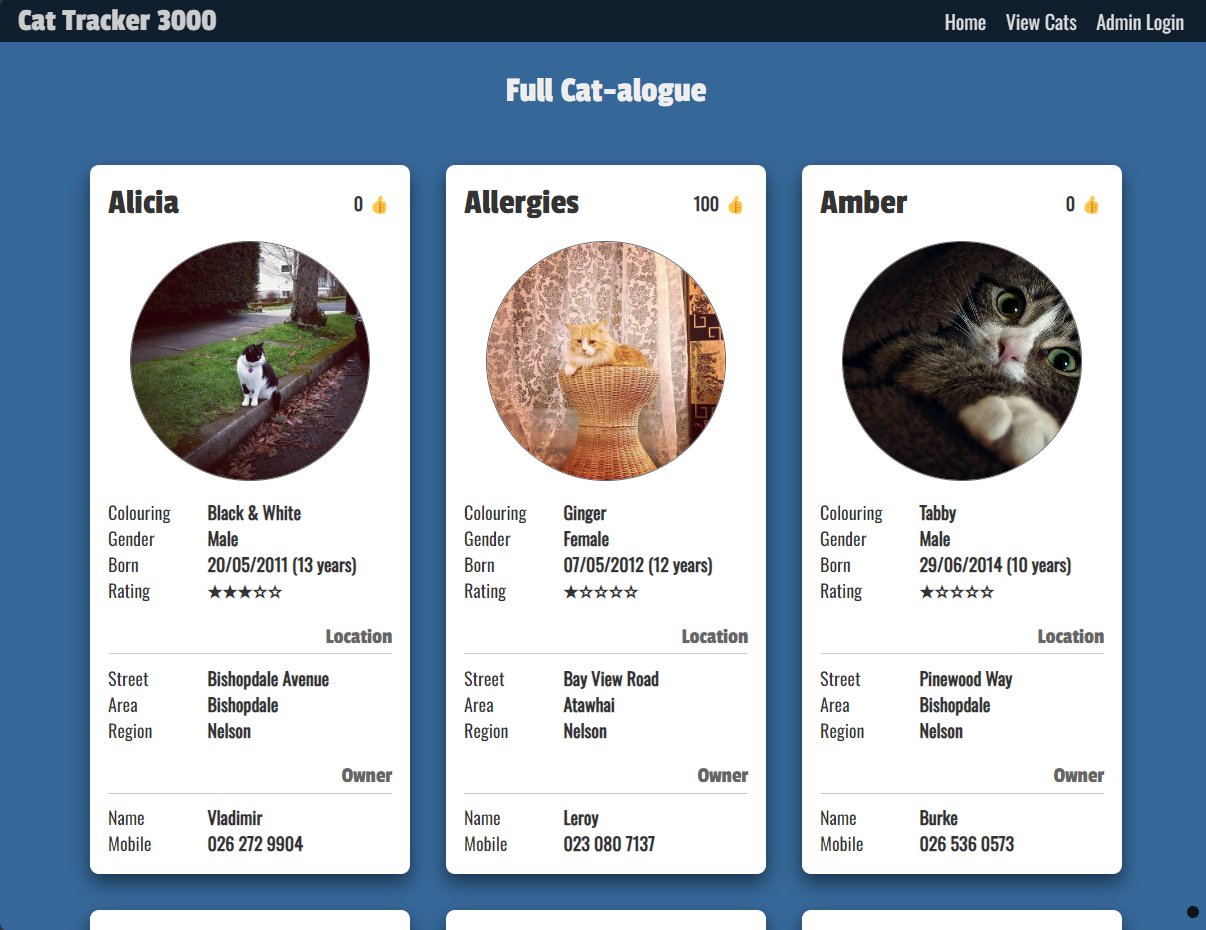 Cat Tracker 3000
Home View Cats Admin Login
Full Cat-alogue
Alicia 0 👍
Colouring Black & White
Gender Male
Born 20/05/2011 (13 years)
Rating ★★★☆☆
Location
Street Bishopdale Avenue
Area Bishopdale
Region Nelson
Owner
Name Vladimir
Mobile 026 272 9904
Allergies 100 👍
Colouring Ginger
Gender Female
Born 07/05/2012 (12 years)
Rating ★☆☆☆☆
Location
Street Bay View Road
Area Atawhai
Region Nelson
Owner
Name Leroy
Mobile 023 080 7137
Amber 0 👍
Colouring Tabby
Gender Male
Born 29/06/2014 (10 years)
Rating ★☆☆☆☆
Location
Street Pinewood Way
Area Bishopdale
Region Nelson
Owner
Name Burke
Mobile 026 536 0573